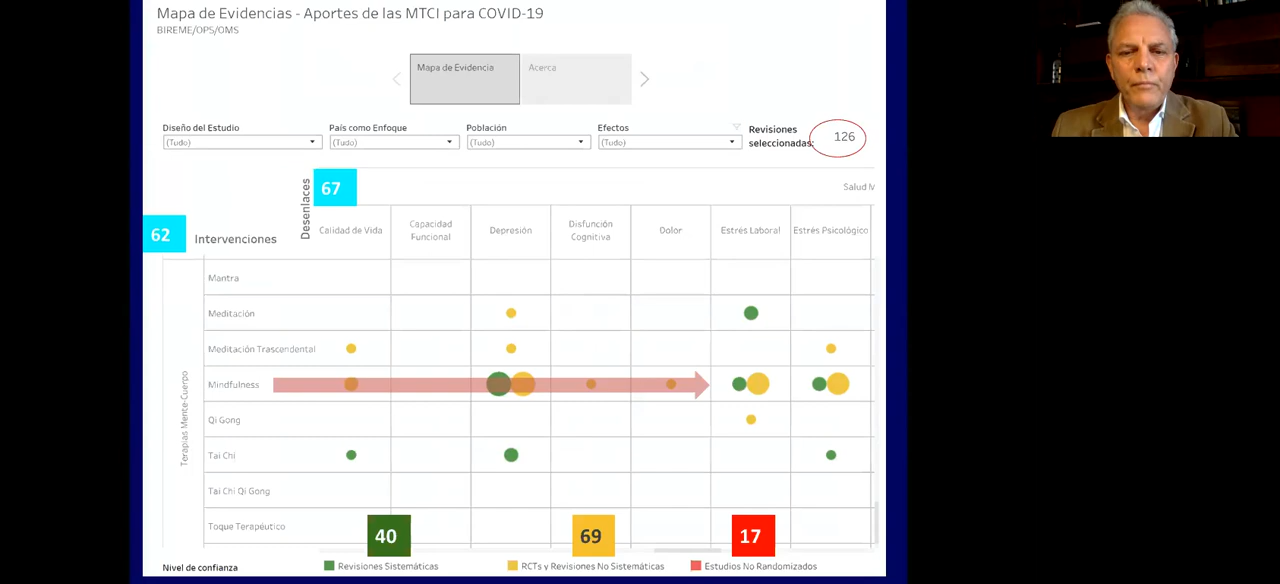 Mapa de Evidencias - Aportes de las MTCI para COVID-19
BIREME/OPS/OMS
Mapa de Evidencia
Acerca
Diseño del Estudio
País como Enfoque
Población
Efectos
Revisiones seleccionadas:
126
(Tudo)
(Tudo)
(Tudo)
(Tudo)
67
Desenlaces
Salud M
62
Intervenciones
Calidad de Vida
Capacidad Funcional
Depresión
Disfunción Cognitiva
Dolor
Estrés Laboral
Estrés Psicológico
Terapias Mente-Cuerpo
Mantra
Meditación
Meditación Trascendental
Mindfulness
Qi Gong
Tai Chi
Tai Chi Qi Gong
Toque Terapéutico
40
69
17
Nivel de confianza
Revisiones Sistemáticas
RCTs y Revisiones No Sistemáticas
Estudios No Randomizados